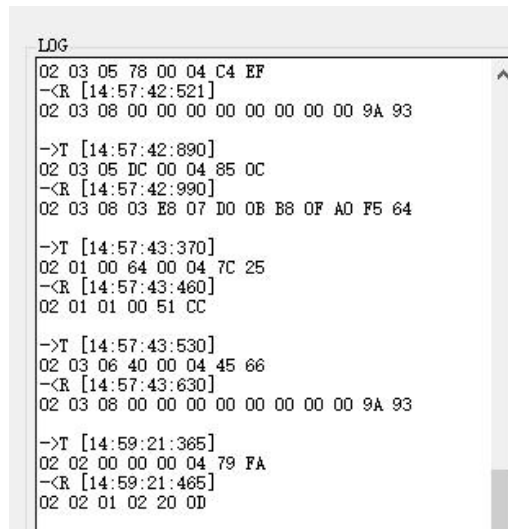 LOG
02 03 05 78 00 04 C4 EF
-<R [14:57:42:521]
02 03 08 00 00 00 00 00 00 00 00 9A 93
->T [14:57:42:890]
02 03 05 DC 00 04 85 0C
-<R [14:57:42:990]
02 03 08 03 E8 07 D0 0B B8 0F A0 F5 64
->T [14:57:43:370]
02 01 00 64 00 04 7C 25
-<R [14:57:43:460]
02 01 01 00 51 CC
->T [14:57:43:530]
02 03 06 40 00 04 45 66
-<R [14:57:43:630]
02 03 08 00 00 00 00 00 00 00 00 9A 93
->T [14:59:21:365]
02 02 00 00 00 04 79 FA
-<R [14:59:21:465]
02 02 01 02 20 0D